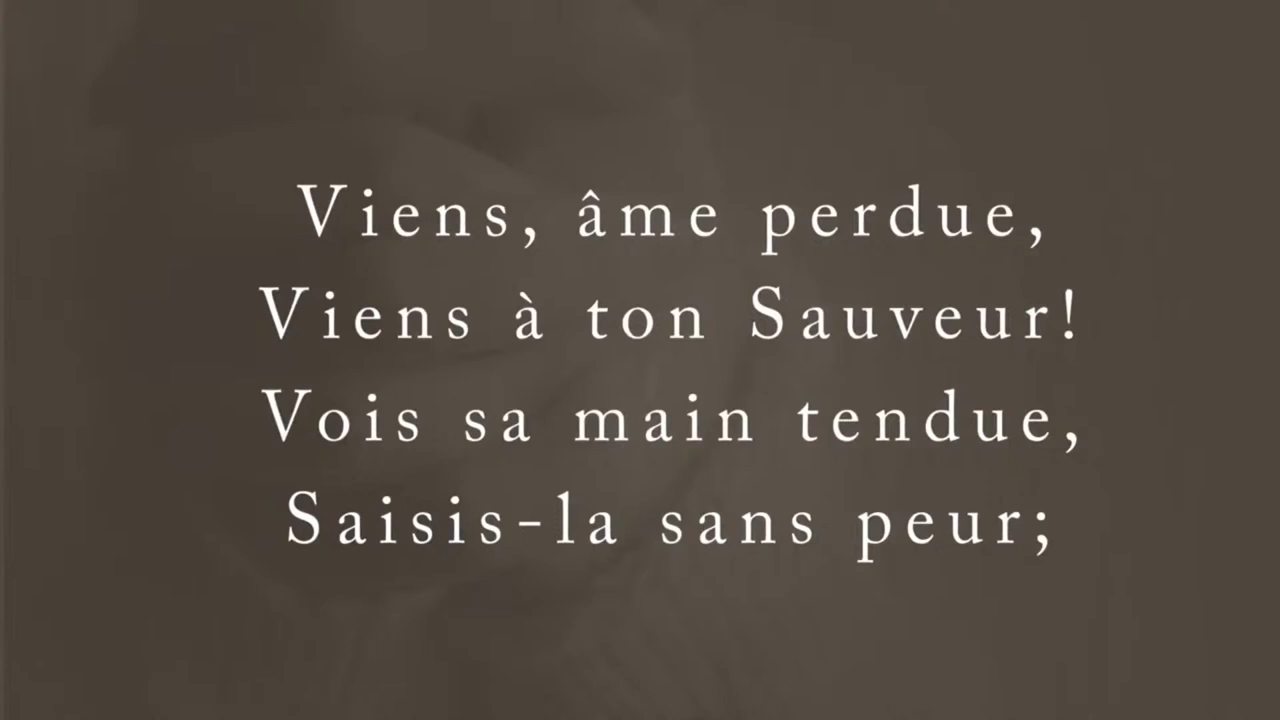 Viens, âme perdue,
Viens à ton Sauveur!
Vois sa main tendue,
Saisis-la sans peur;